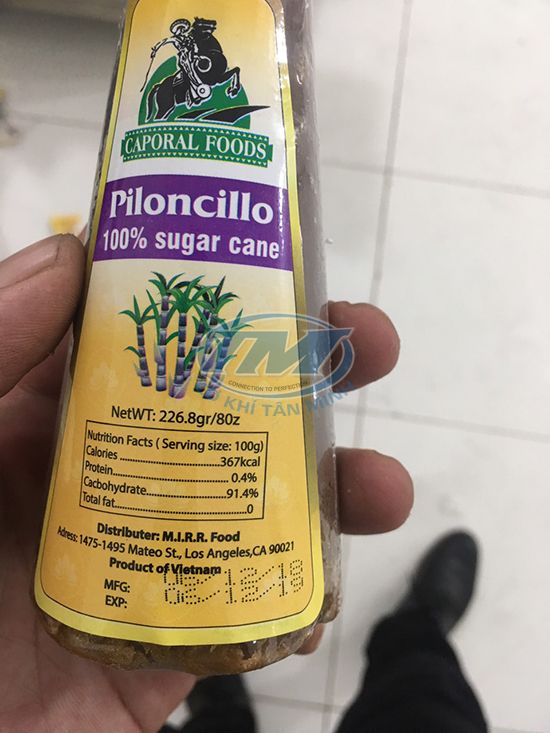 CAPORAL FOODS
Piloncillo
100% sugar cane
TM
CONNECTION TO PERFECTION
KHÍ TÂN MINH
NetWT: 226.8gr/80z
Nutrition Facts ( Serving size: 100g)
Calories ..........................367kcal
Protein.............................. 0.4%
Cacbohydrate.................91.4%
Total fat.................................0
Distributer: M.I.R.R. Food
Adress: 1475-1495 Mateo St., Los Angeles,CA 90021
Product of Vietnam
MFG:
EXP: